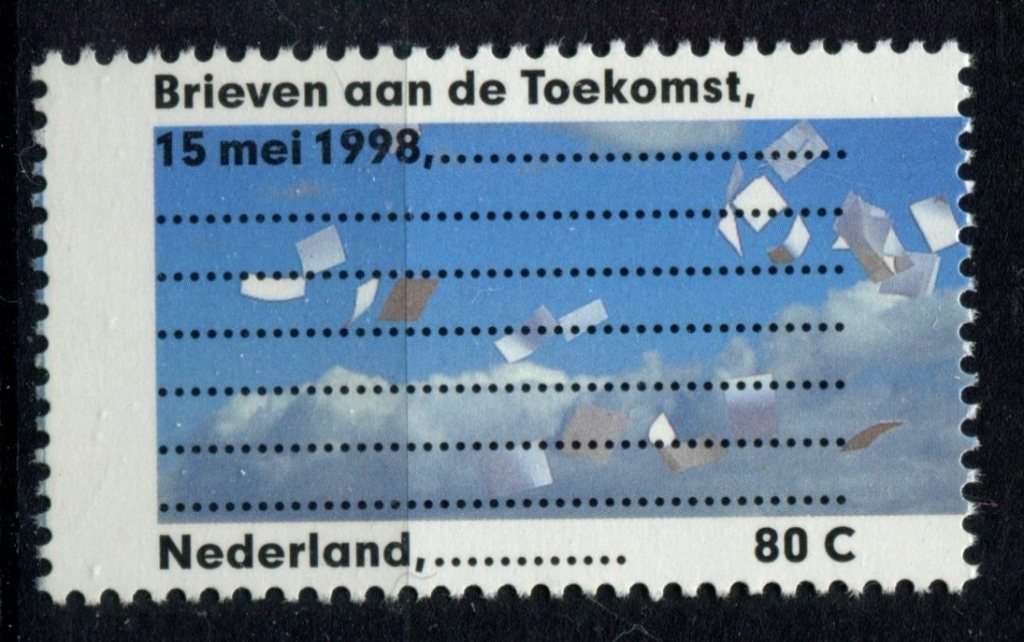 Brieven aan de Toekomst,
15 mei 1998,...............................
....................................................
....................................................
....................................................
....................................................
....................................................
....................................................
Nederland,............ 80 C